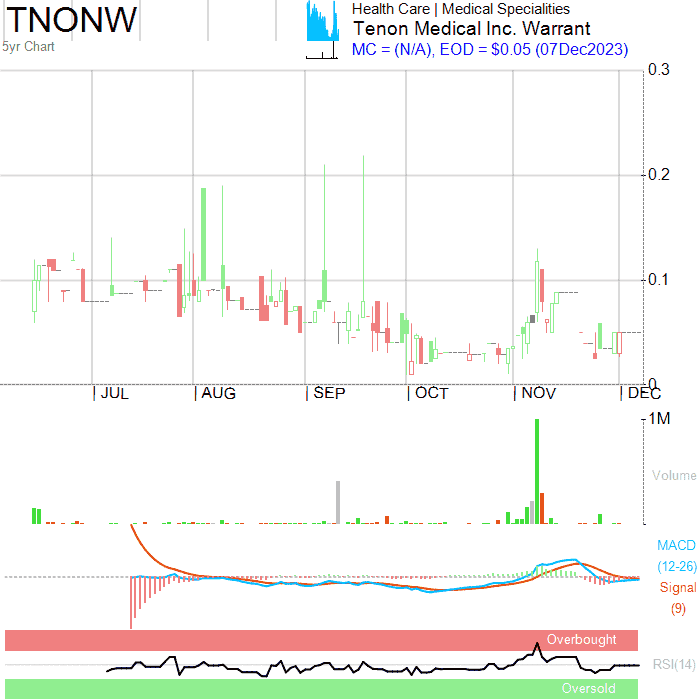 TNONW
5yr Chart
Health Care | Medical Specialities
Tenon Medical Inc. Warrant
MC = (N/A), EOD = $0.05 (07Dec2023)
0.3
0.2
0.1
0
JUL AUG SEP OCT NOV DEC
1M
Volume
MACD
(12-26)
Signal
(9)
Overbought
RSI(14)
Oversold